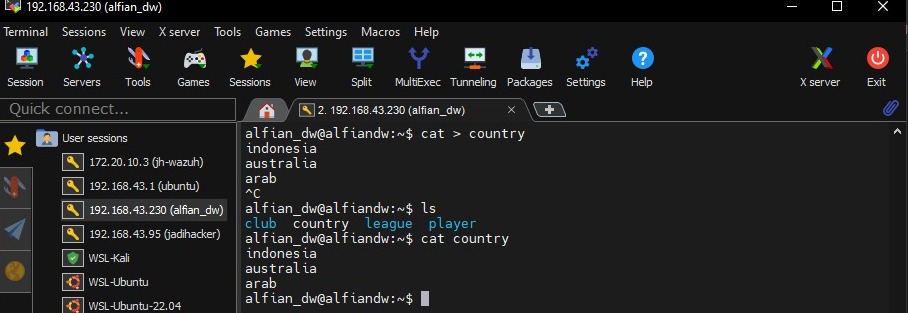 192.168.43.230 (alfian_dw)
Terminal Sessions View X server Tools Games Settings Macros Help
Session Servers Tools Games Sessions View Split MultiExec Tunneling Packages Settings Help X server Exit
Quick connect...
2. 192.168.43.230 (alfian_dw)
User sessions
172.20.10.3 (jh-wazuh)
192.168.43.1 (ubuntu)
192.168.43.230 (alfian_dw)
192.168.43.95 (jadihacker)
WSL-Kali
WSL-Ubuntu
WSL-Ubuntu-22.04
alfian_dw@alfiandw:~$ cat > country
indonesia
australia
arab
^C
alfian_dw@alfiandw:~$ ls
club country league player
alfian_dw@alfiandw:~$ cat country
indonesia
australia
arab
alfian_dw@alfiandw:~$